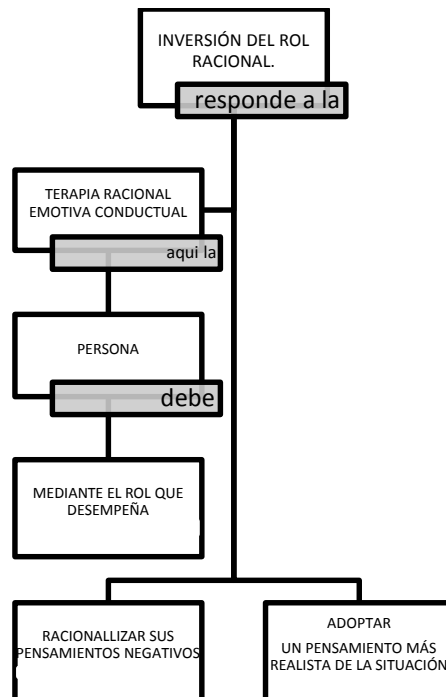 INVERSIÓN DEL ROL
RACIONAL.
responde a la
TERAPIA RACIONAL
EMOTIVA CONDUCTUAL
aqui la
PERSONA
debe
MEDIANTE EL ROL QUE
DESEMPEÑA
RACIONALLIZAR SUS
PENSAMIENTOS NEGATIVOS
ADOPTAR
UN PENSAMIENTO MÁS
REALISTA DE LA SITUACIÓN